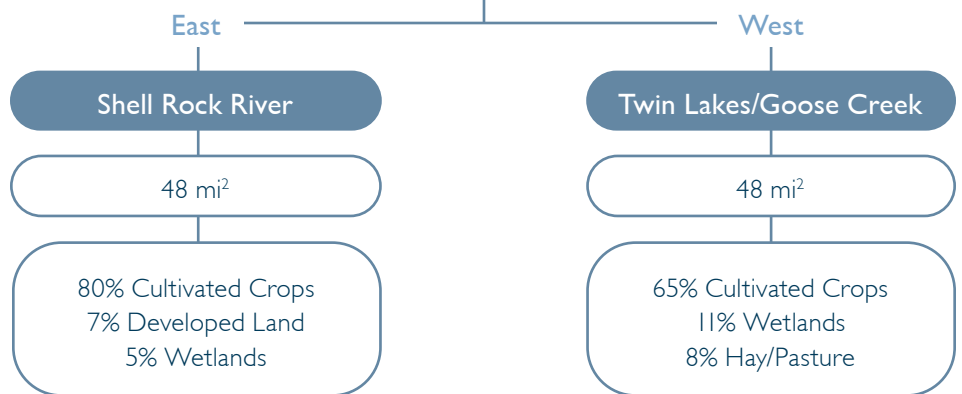 East
West
Shell Rock River
Twin Lakes/Goose Creek
48 mi²
48 mi²
80% Cultivated Crops
7% Developed Land
5% Wetlands
65% Cultivated Crops
11% Wetlands
8% Hay/Pasture